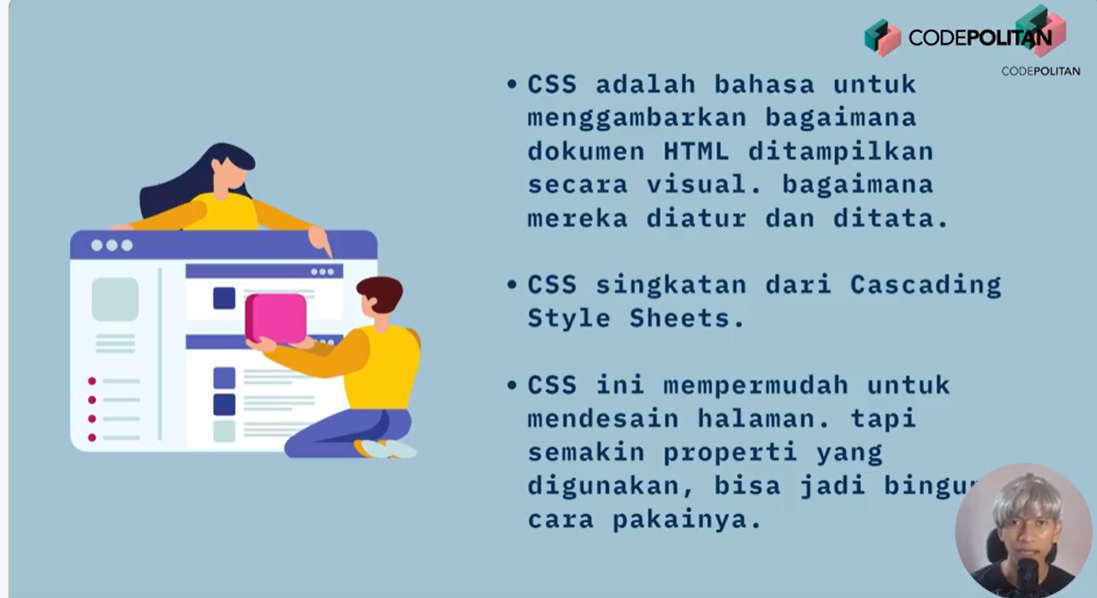 CODEPOLITAN
CODEPOLITAN
• CSS adalah bahasa untuk
menggambarkan bagaimana
dokumen HTML ditampilkan
secara visual. bagaimana
mereka diatur dan ditata.
• CSS singkatan dari Cascading
Style Sheets.
• CSS ini mempermudah untuk
mendesain halaman. tapi
semakin properti yang
digunakan, bisa jadi
cara pakainya.